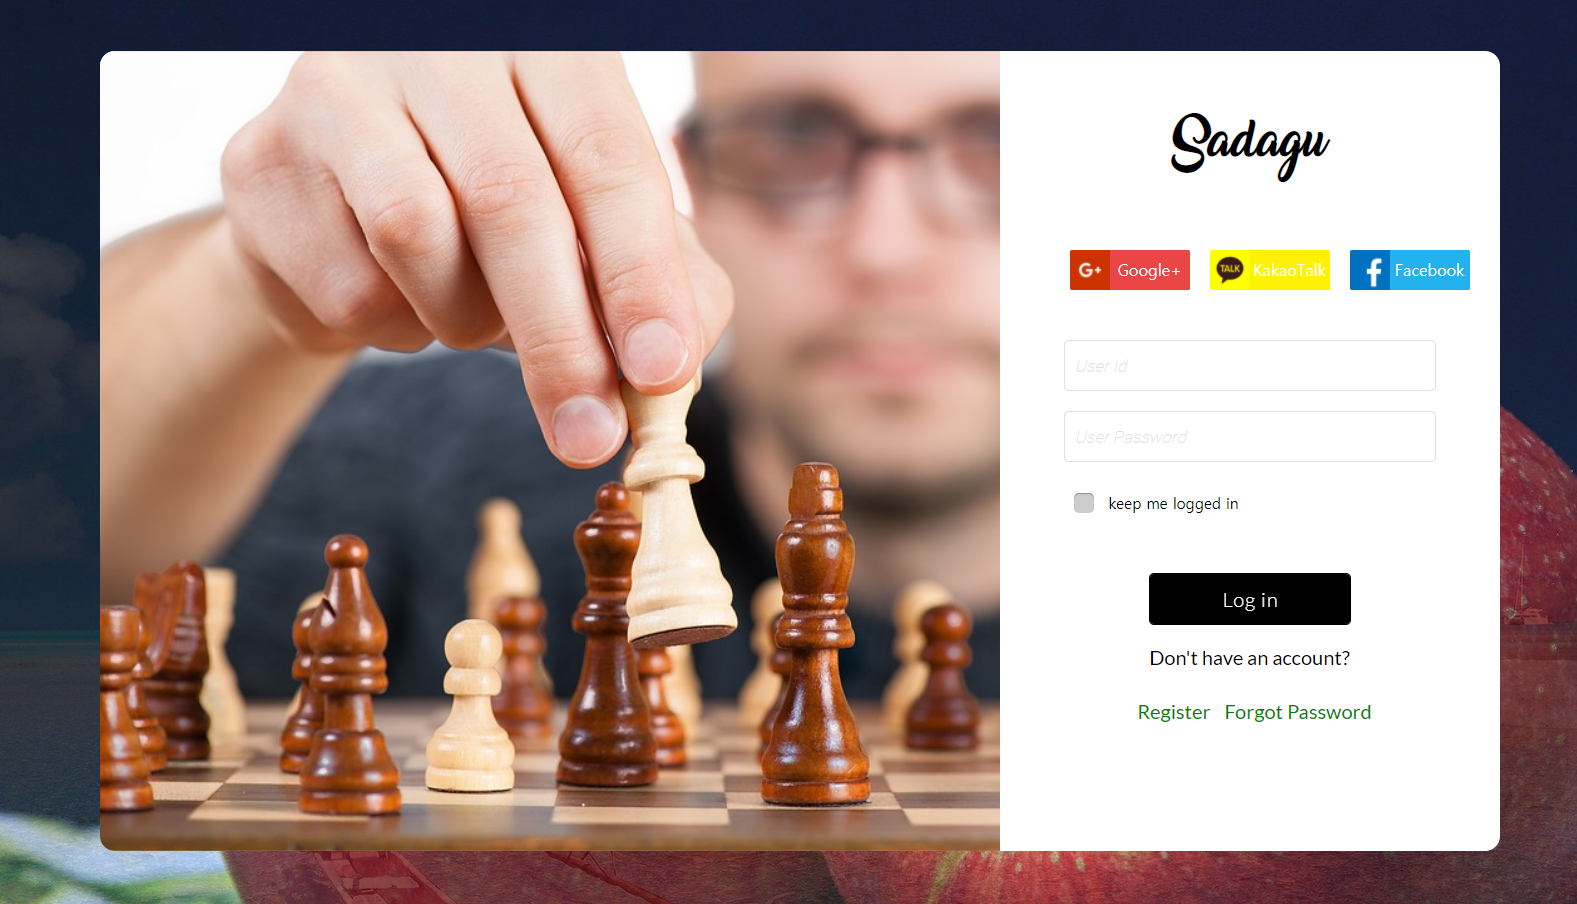 Sadagu
G+ Google+
TALK KakaoTalk
f Facebook
User Id
User Password
keep me logged in
Log in
Don't have an account?
Register Forgot Password